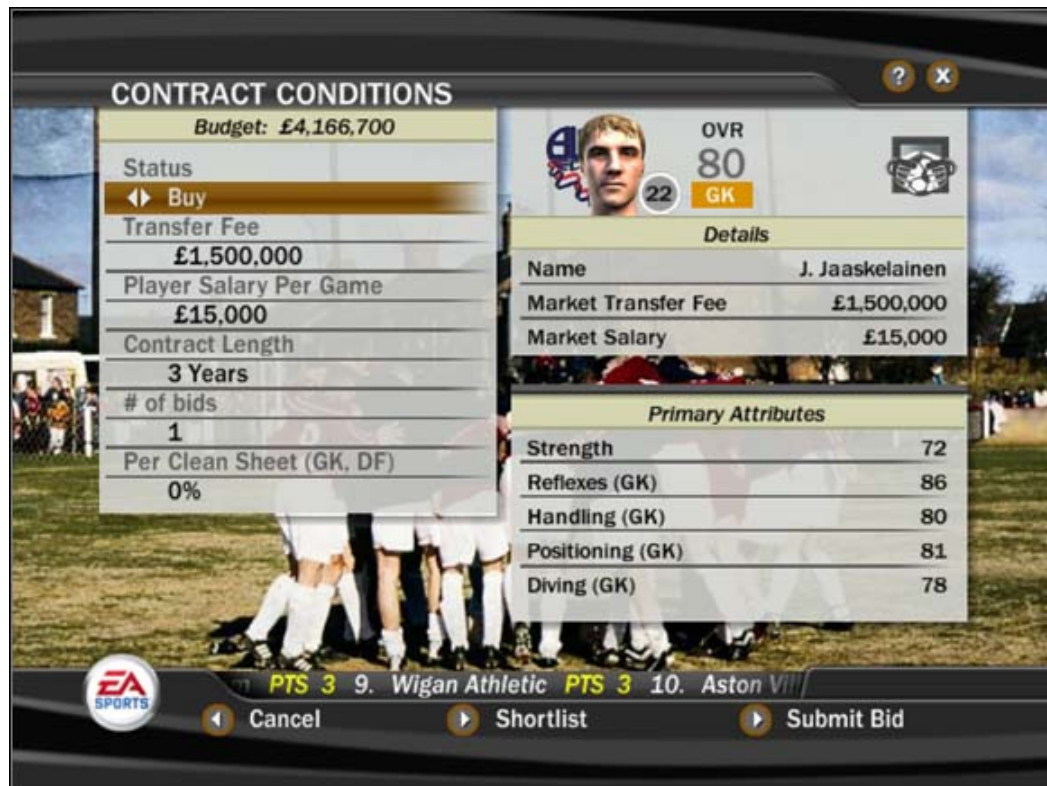 ? X
CONTRACT CONDITIONS
Budget: £4,166,700
Status
Buy
Transfer Fee
£1,500,000
Player Salary Per Game
£15,000
Contract Length
3 Years
# of bids
1
Per Clean Sheet (GK, DF)
0%
OVR
80
22 GK
Details
Name J. Jaaskelainen
Market Transfer Fee £1,500,000
Market Salary £15,000
Primary Attributes
Strength 72
Reflexes (GK) 86
Handling (GK) 80
Positioning (GK) 81
Diving (GK) 78
PTS 3 9. Wigan Athletic PTS 3 10. Aston
EA
SPORTS
Cancel Shortlist Submit Bid